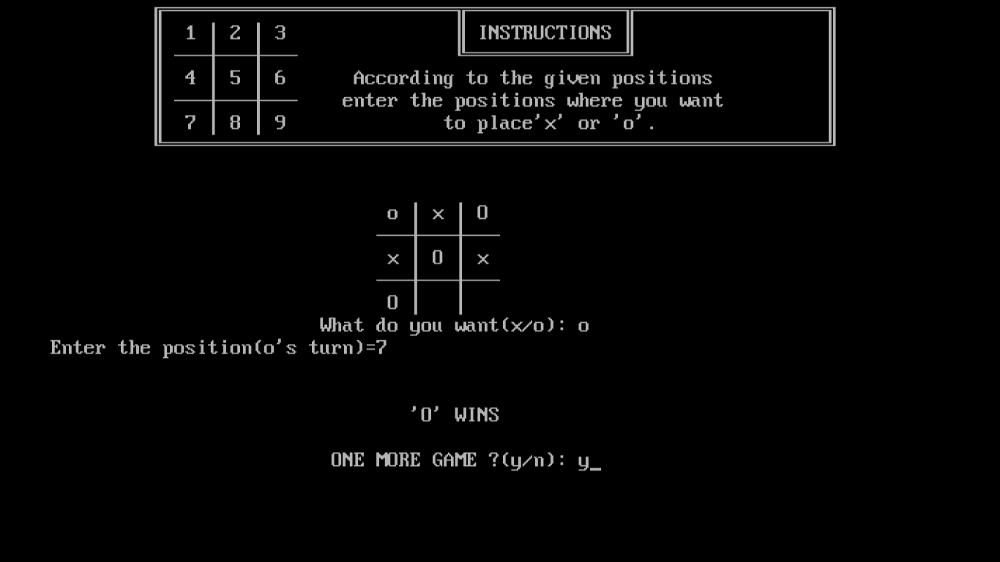 1 2 3
INSTRUCTIONS
4 5 6
According to the given positions
enter the positions where you want
7 8 9
to place'x' or 'o'.
o x O
x O x
O
What do you want(x/o): o
Enter the position(o's turn)=7
'O' WINS
ONE MORE GAME ?(y/n): y_